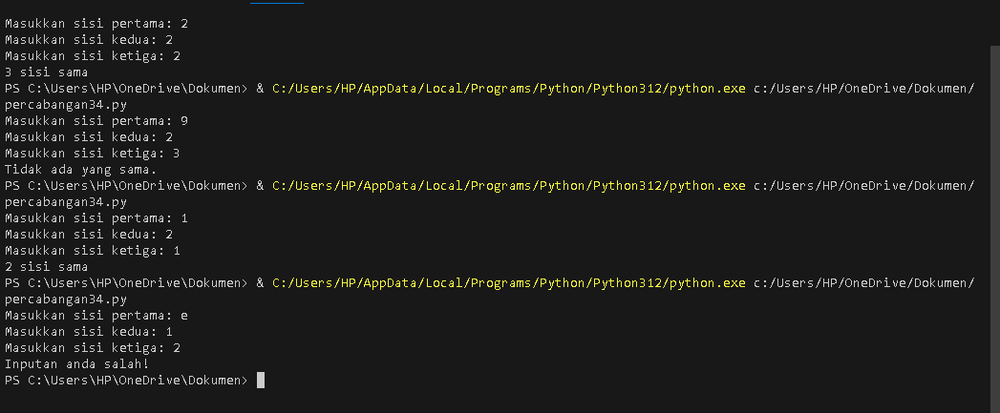 Masukkan sisi pertama: 2
Masukkan sisi kedua: 2
Masukkan sisi ketiga: 2
3 sisi sama
PS C:\Users\HP\OneDrive\Dokumen> & C:/Users/HP/AppData/Local/Programs/Python/Python312/python.exe c:/Users/HP/OneDrive/Dokumen/
percabangan34.py
Masukkan sisi pertama: 9
Masukkan sisi kedua: 2
Masukkan sisi ketiga: 3
Tidak ada yang sama.
PS C:\Users\HP\OneDrive\Dokumen> & C:/Users/HP/AppData/Local/Programs/Python/Python312/python.exe c:/Users/HP/OneDrive/Dokumen/
percabangan34.py
Masukkan sisi pertama: 1
Masukkan sisi kedua: 2
Masukkan sisi ketiga: 1
2 sisi sama
PS C:\Users\HP\OneDrive\Dokumen> & C:/Users/HP/AppData/Local/Programs/Python/Python312/python.exe c:/Users/HP/OneDrive/Dokumen/
percabangan34.py
Masukkan sisi pertama: e
Masukkan sisi kedua: 1
Masukkan sisi ketiga: 2
Inputan anda salah!
PS C:\Users\HP\OneDrive\Dokumen>